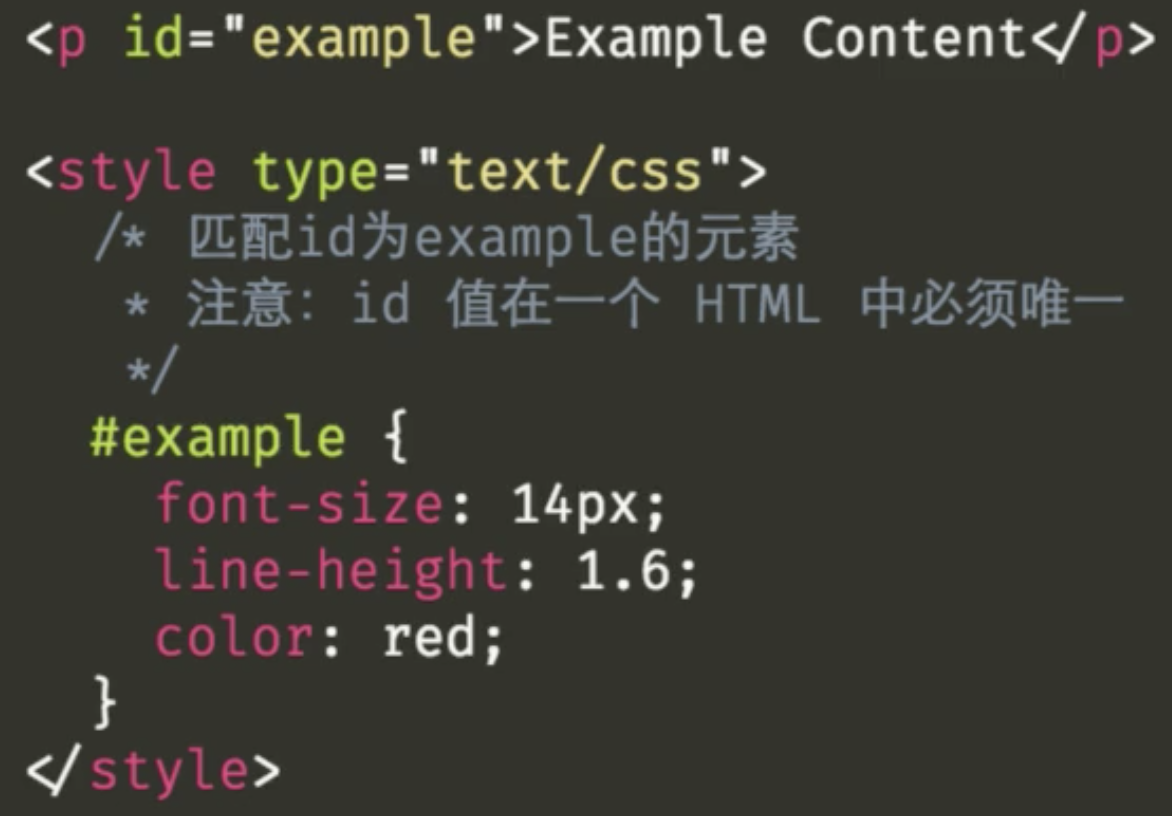 <p id="example">Example Content</p>
<style type="text/css">
/* 匹配id为example的元素
* 注意：id 值在一个 HTML 中必须唯一
*/
#example {
font-size: 14px;
line-height: 1.6;
color: red;
}
</style>